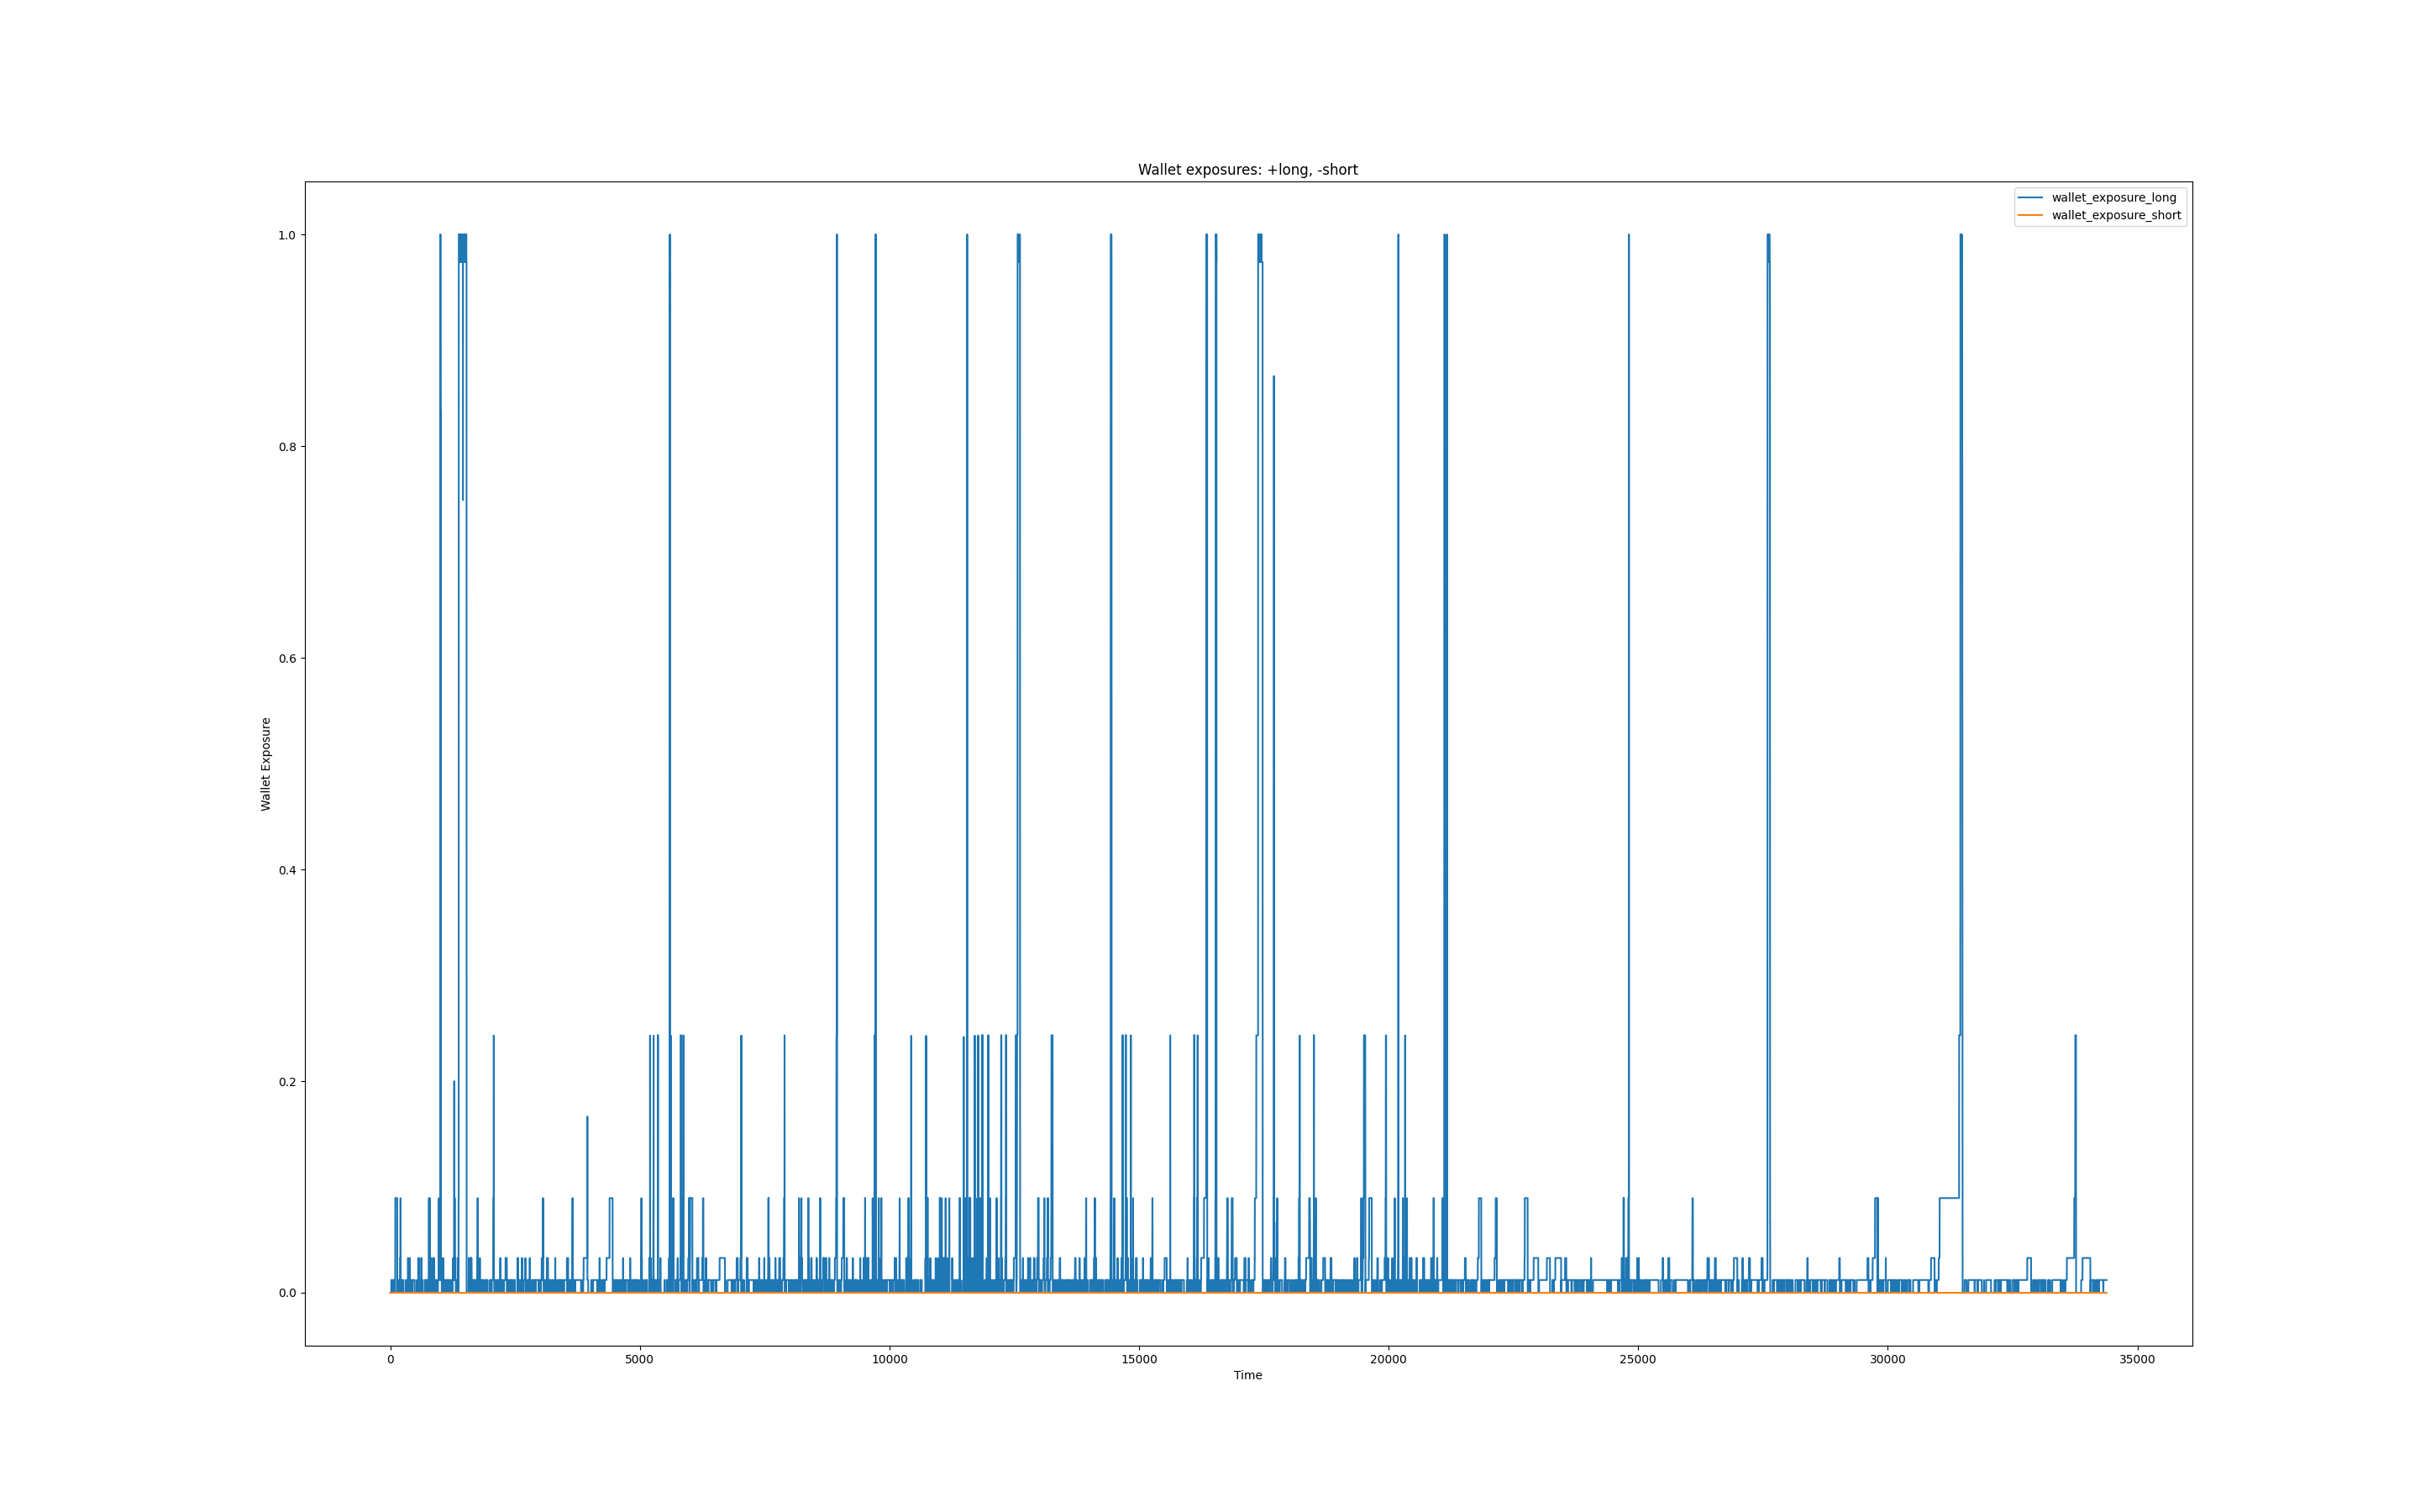 Wallet exposures: +long, -short
wallet_exposure_long
wallet_exposure_short
1.0
0.8
0.6
0.4
0.2
0.0
Wallet Exposure
0 5000 10000 15000 20000 25000 30000 35000
Time